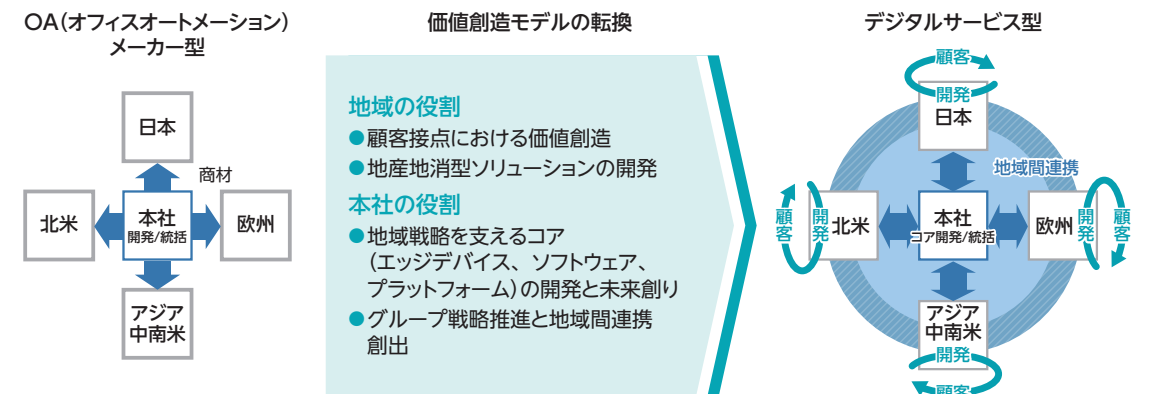 OA(オフィスオートメーション)
メーカー型
日本
商材
北米
本社
開発/統括
欧州
アジア
中南米
価値創造モデルの転換
地域の役割
●顧客接点における価値創造
●地産地消型ソリューションの開発
本社の役割
●地域戦略を支えるコア
(エッジデバイス、ソフトウェア、
プラットフォーム)の開発と未来創り
●グループ戦略推進と地域間連携
創出
デジタルサービス型
顧客
開発
日本
地域間連携
顧客
開発
北米
本社
コア開発/統括
欧州
開発
顧客
アジア
中南米
開発
顧客